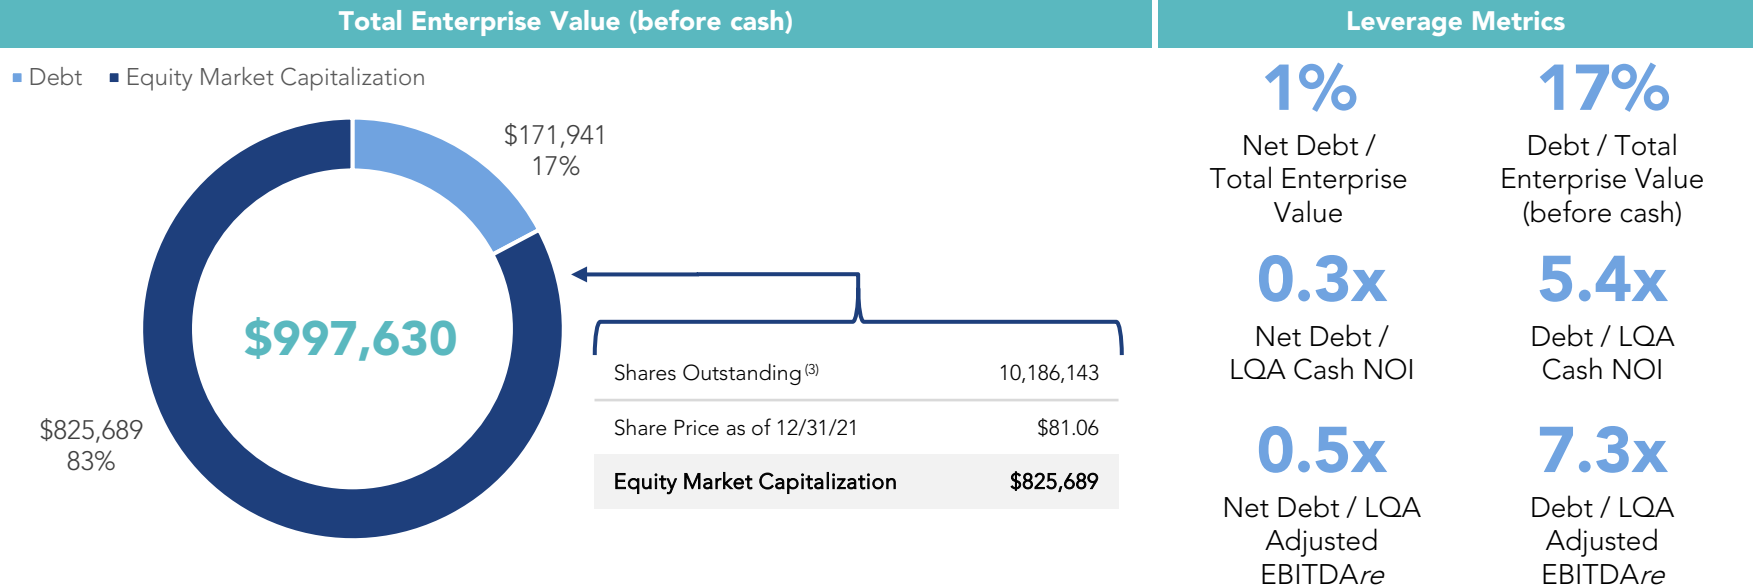 Total Enterprise Value (before cash)
Debt Equity Market Capitalization
$171,941
17%
$997,630
$825,689
83%
Shares Outstanding (3) 10,186,143
Share Price as of 12/31/21 $81.06
Equity Market Capitalization $825,689
Leverage Metrics
1%
Net Debt /
Total Enterprise
Value
17%
Debt / Total
Enterprise Value
(before cash)
0.3x
Net Debt /
LQA Cash NOI
5.4x
Debt / LQA
Cash NOI
0.5x
Net Debt / LQA
Adjusted
EBITDAre
7.3x
Debt / LQA
Adjusted
EBITDAre